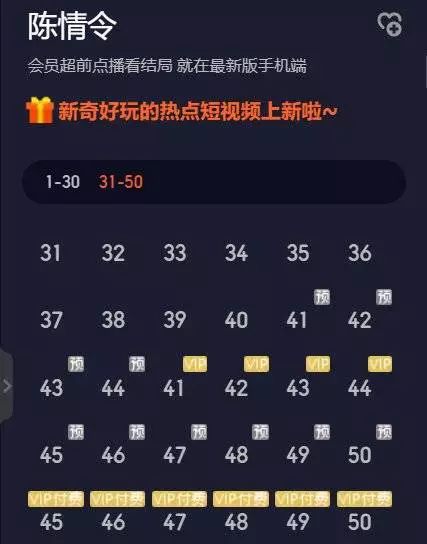 陈情令
会员超前点播看结局 就在最新版手机端
新奇好玩的热点短视频上新啦~
1-30 31-50
31 32 33 34 35 36
预 预
37 38 39 40 41 42
预 预 VIP VIP VIP VIP
43 44 41 42 43 44
预 预 预 预 预 预
45 46 47 48 49 50
VIP付费 VIP付费 VIP付费 VIP付费 VIP付费 VIP付费
45 46 47 48 49 50